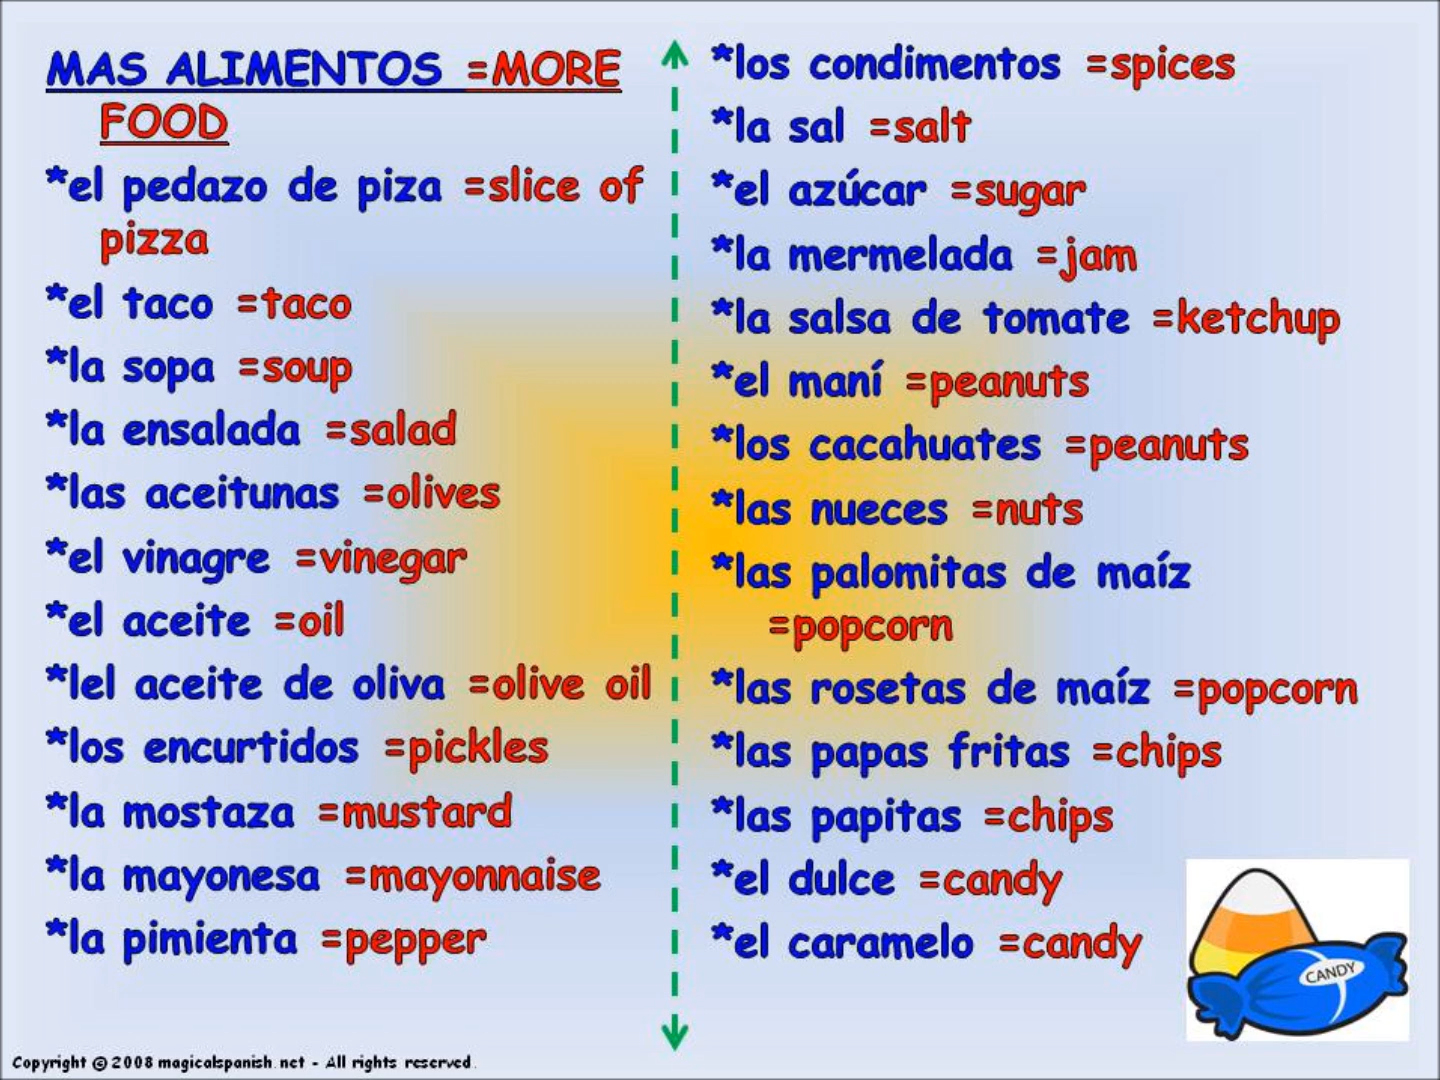 MAS ALIMENTOS =MORE
FOOD
*el pedazo de piza =slice of
pizza
*el taco =taco
*la sopa =soup
*la ensalada =salad
*las aceitunas =olives
*el vinagre =vinegar
*el aceite =oil
*lel aceite de oliva =olive oil
*los encurtidos =pickles
*la mostaza =mustard
*la mayonesa =mayonnaise
*la pimienta =pepper
*los condimentos =spices
*la sal =salt
*el azúcar =sugar
*la mermelada =jam
*la salsa de tomate =ketchup
*el maní =peanuts
*los cacahuates =peanuts
*las nueces =nuts
*las palomitas de maíz
=popcorn
*las rosetas de maíz =popcorn
*las papas fritas =chips
*las papitas =chips
*el dulce =candy
*el caramelo =candy
CANDY
Copyright © 2008 magicalspanish.net - All rights reserved.